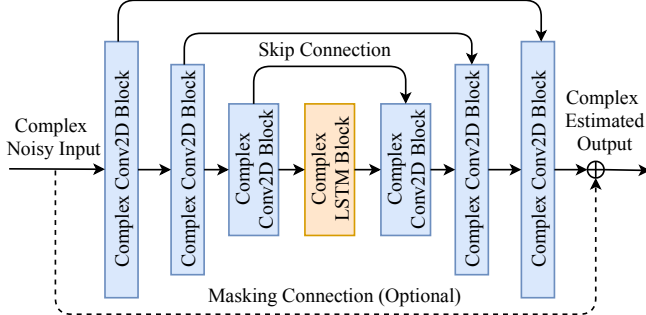 Skip Connection
Complex
Noisy Input
Complex Conv2D Block
Complex Conv2D Block
Complex
Conv2D Block
Complex
LSTM Block
Complex
Conv2D Block
Complex Conv2D Block
Complex Conv2D Block
Complex
Estimated
Output
Masking Connection (Optional)